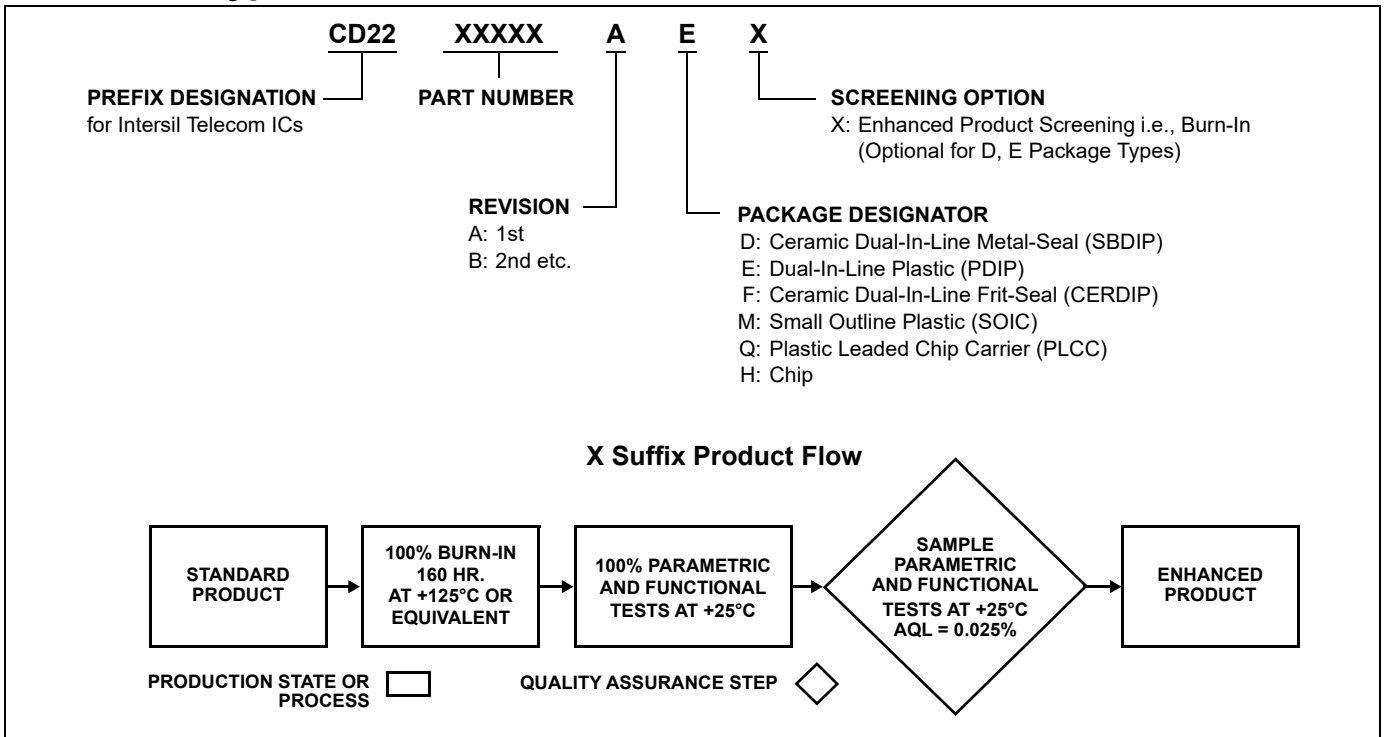 CD22 XXXXX A E X
PREFIX DESIGNATION
for Intersil Telecom ICs
PART NUMBER
SCREENING OPTION
X: Enhanced Product Screening i.e., Burn-In
(Optional for D, E Package Types)
REVISION
A: 1st
B: 2nd etc.
PACKAGE DESIGNATOR
D: Ceramic Dual-In-Line Metal-Seal (SBDIP)
E: Dual-In-Line Plastic (PDIP)
F: Ceramic Dual-In-Line Frit-Seal (CERDIP)
M: Small Outline Plastic (SOIC)
Q: Plastic Leaded Chip Carrier (PLCC)
H: Chip
X Suffix Product Flow
STANDARD
PRODUCT
100% BURN-IN
160 HR.
AT +125°C OR
EQUIVALENT
100% PARAMETRIC
AND FUNCTIONAL
TESTS AT +25°C
SAMPLE
PARAMETRIC
AND FUNCTIONAL
TESTS AT +25°C
AQL = 0.025%
ENHANCED
PRODUCT
PRODUCTION STATE OR
PROCESS
QUALITY ASSURANCE STEP